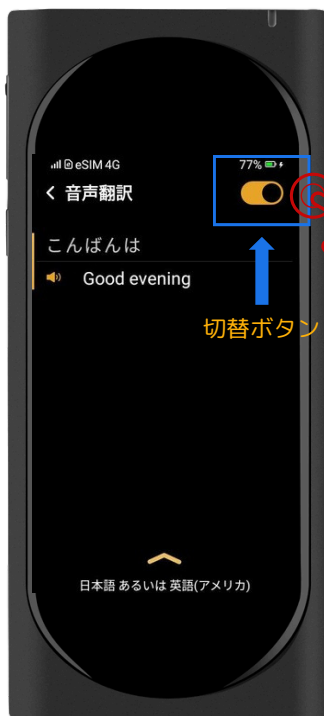 eSIM 4G 77%
音声翻訳
こんばんは
Good evening
切替ボタン
日本語 あるいは 英語(アメリカ)